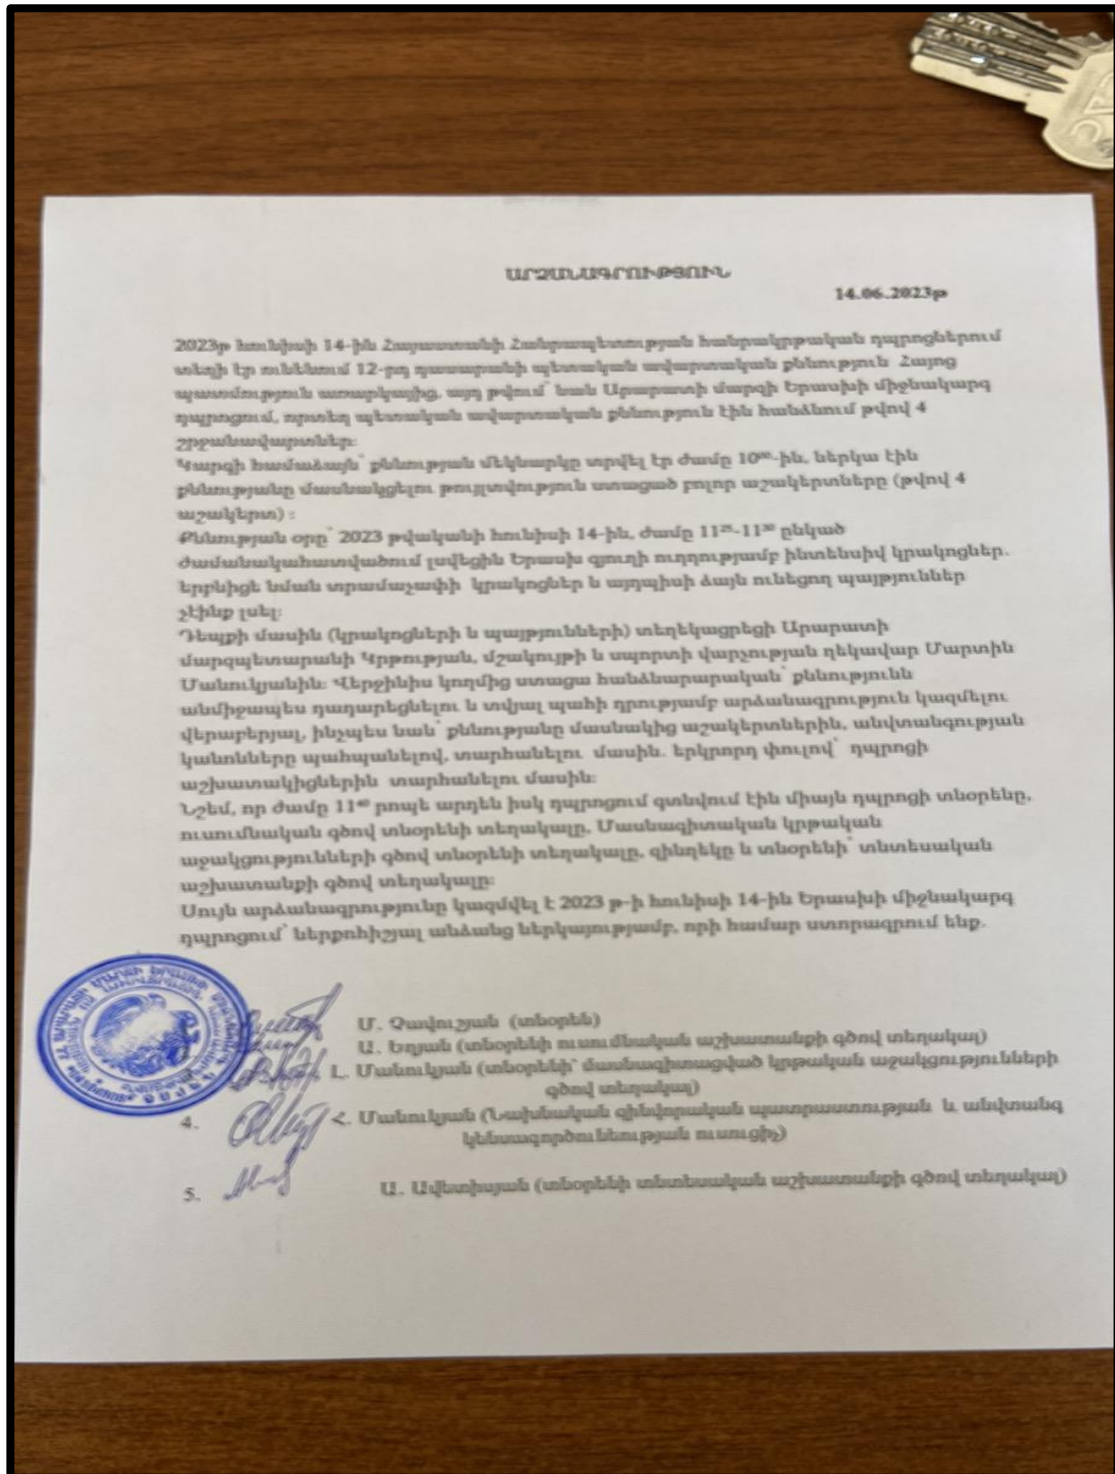 ԱՐՁԱՆԱԳՐՈՒԹՅՈՒՆ
14.06.2023թ
2023թ հունիսի 14-ին Հայաստանի Հանրապետության հանրակրթական դպրոցներում
տեղի էր ունենում 12-րդ դասարանի պետական ավարտական քննություն Հայոց
պատմություն առարկայից, այդ թվում՝ նաև Արարատի մարզի Երասխի միջնակարգ
դպրոցում, որտեղ պետական ավարտական քննություն էին հանձնում թվով 4
շրջանավարտներ:
Կարգի համաձայն՝ քննության մեկնարկը տրվել էր ժամը 10⁰⁰-ին, ներկա էին
քննությանը մասնակցելու թույլտվություն ստացած բոլոր աշակերտները (թվով 4
աշակերտ) :
Քննության օրը՝ 2023 թվականի հունիսի 14-ին, ժամը 11²⁵-11³⁰ ընկած
ժամանակահատվածում լսվեցին Երասխ գյուղի ուղղությամբ ինտենսիվ կրակոցներ.
երբևիցե նման տրամաչափի կրակոցներ և այդպիսի ձայն ունեցող պայթյուններ
չէինք լսել:
Դեպքի մասին (կրակոցների և պայթյունների) տեղեկացրեցի Արարատի
մարզպետարանի Կրթության, մշակույթի և սպորտի վարչության ղեկավար Մարտին
Մանուկյանին: Վերջինիս կողմից ստացա հանձնարարական՝ քննությունն
անմիջապես դադարեցնելու և տվյալ պահի դրությամբ արձանագրություն կազմելու
վերաբերյալ, ինչպես նաև՝ քննությանը մասնակից աշակերտներին, անվտանգության
կանոնները պահպանելով, տարհանելու մասին. երկրորդ փուլով՝ դպրոցի
աշխատակիցներին տարհանելու մասին:
Նշեմ, որ ժամը 11⁴⁰ րոպե արդեն իսկ դպրոցում գտնվում էին միայն դպրոցի տնօրենը,
ուսումնական գծով տնօրենի տեղակալը, Մասնագիտական կրթական
աջակցությունների գծով տնօրենի տեղակալը, զինղեկը և տնօրենի՝ տնտեսական
աշխատանքի գծով տեղակալը:
Սույն արձանագրությունը կազմվել է 2023 թ-ի հունիսի 14-ին Երասխի միջնակարգ
դպրոցում՝ ներքոհիշյալ անձանց ներկայությամբ, որի համար ստորագրում ենք.
Մ. Չավուշյան (տնօրեն)
Ա. Եղյան (տնօրենի ուսումնական աշխատանքի գծով տեղակալ)
Լ. Մանուկյան (տնօրենի՝ մասնագիտացված կրթական աջակցությունների
գծով տեղակալ)
4. Հ. Մանուկյան (Նախնական զինվորական պատրաստության և անվտանգ
կենսագործունեության ուսուցիչ)
5. Ա. Ավետիսյան (տնօրենի տնտեսական աշխատանքի գծով տեղակալ)